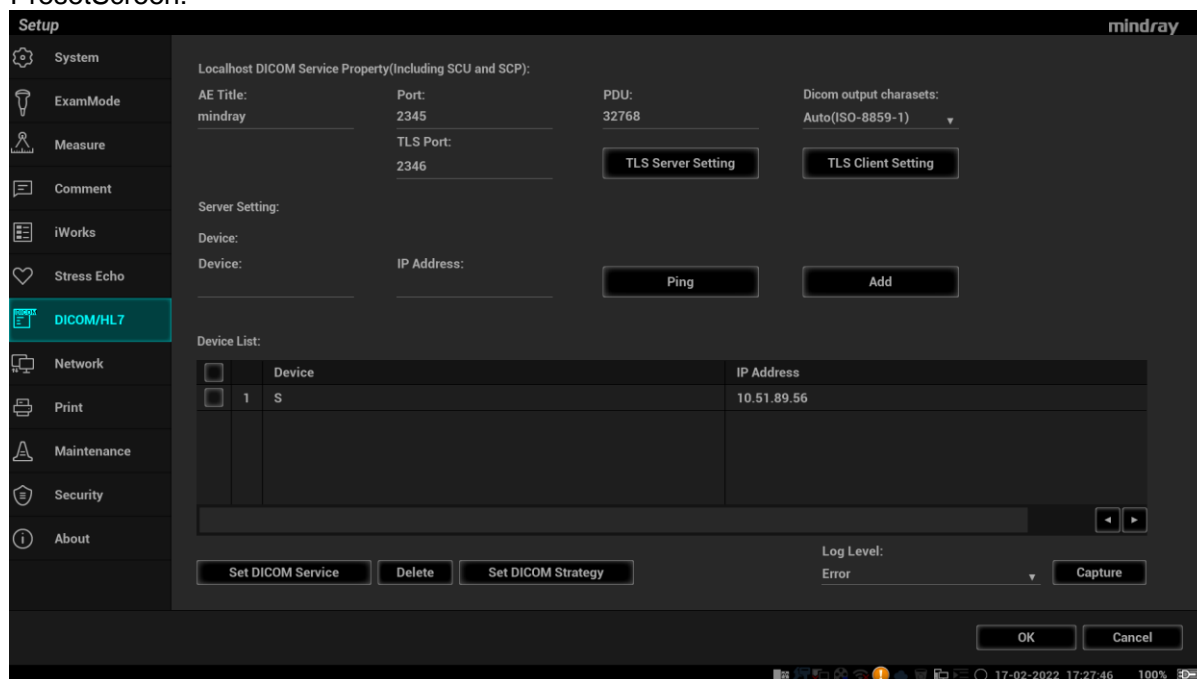 PresetScreen:
Setup
mindray
System
ExamMode
Measure
Comment
iWorks
Stress Echo
DICOM/HL7
Network
Print
Maintenance
Security
About
Localhost DICOM Service Property(Including SCU and SCP):
AE Title: Port: PDU: Dicom output charasets:
mindray 2345 32768 Auto(ISO-8859-1)
TLS Port:
2346 TLS Server Setting TLS Client Setting
Server Setting:
Device:
Device: IP Address:
Ping Add
Device List:
Device IP Address
1 S 10.51.89.56
Log Level:
Set DICOM Service Delete Set DICOM Strategy Error Capture
OK Cancel
17-02-2022 17:27:46 100%